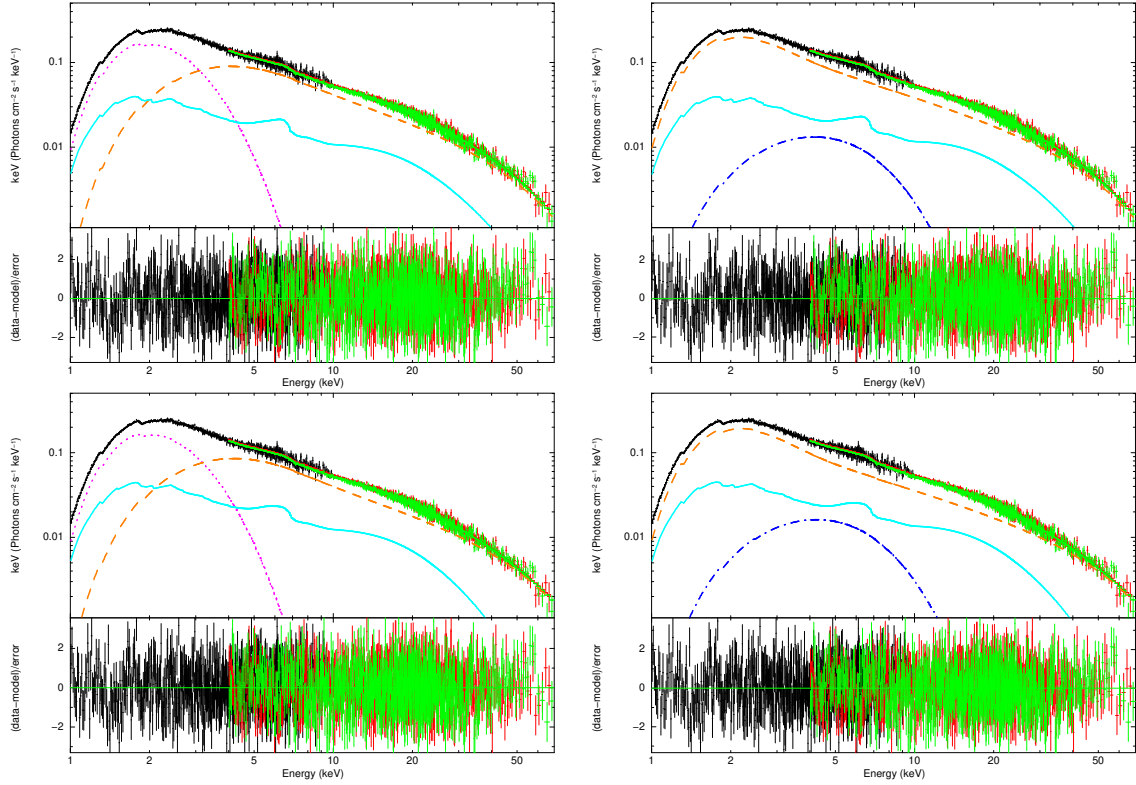 keV (Photons cm⁻² s⁻¹ keV⁻¹)
0.1
0.01
(data−model)/error
2
0
−2
1 2 5 10 20 50
Energy (keV)
keV (Photons cm⁻² s⁻¹ keV⁻¹)
0.1
0.01
(data−model)/error
2
0
−2
1 2 5 10 20 50
Energy (keV)
keV (Photons cm⁻² s⁻¹ keV⁻¹)
0.1
0.01
(data−model)/error
2
0
−2
1 2 5 10 20 50
Energy (keV)
keV (Photons cm⁻² s⁻¹ keV⁻¹)
0.1
0.01
(data−model)/error
2
0
−2
1 2 5 10 20 50
Energy (keV)